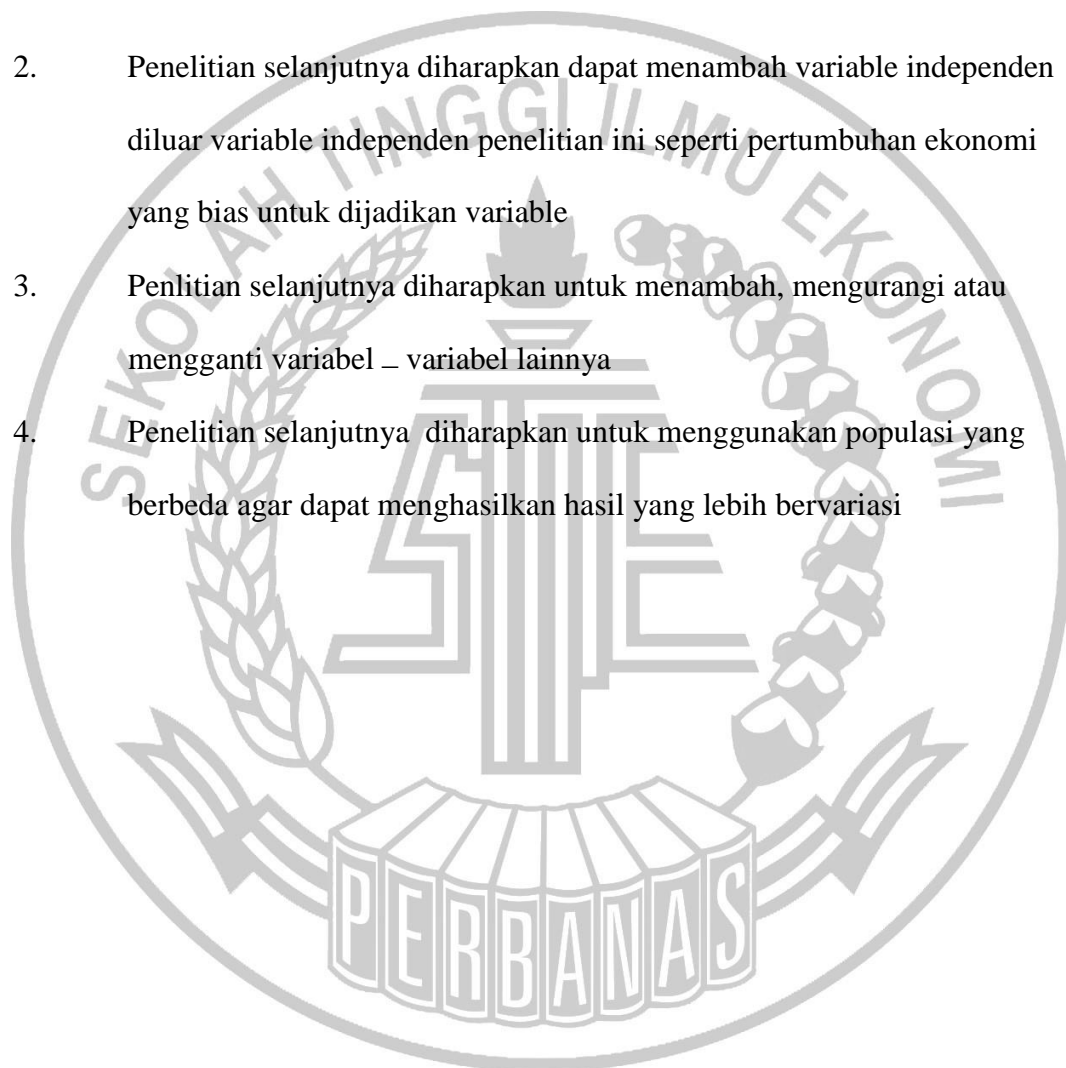 2. Penelitian selanjutnya diharapkan dapat menambah variable independen
diluar variable independen penelitian ini seperti pertumbuhan ekonomi
yang bias untuk dijadikan variable
3. Penlitian selanjutnya diharapkan untuk menambah, mengurangi atau
mengganti variabel – variabel lainnya
4. Penelitian selanjutnya diharapkan untuk menggunakan populasi yang
berbeda agar dapat menghasilkan hasil yang lebih bervariasi
SEKOLAH TINGGI ILMU EKONOMI
PERBANAS